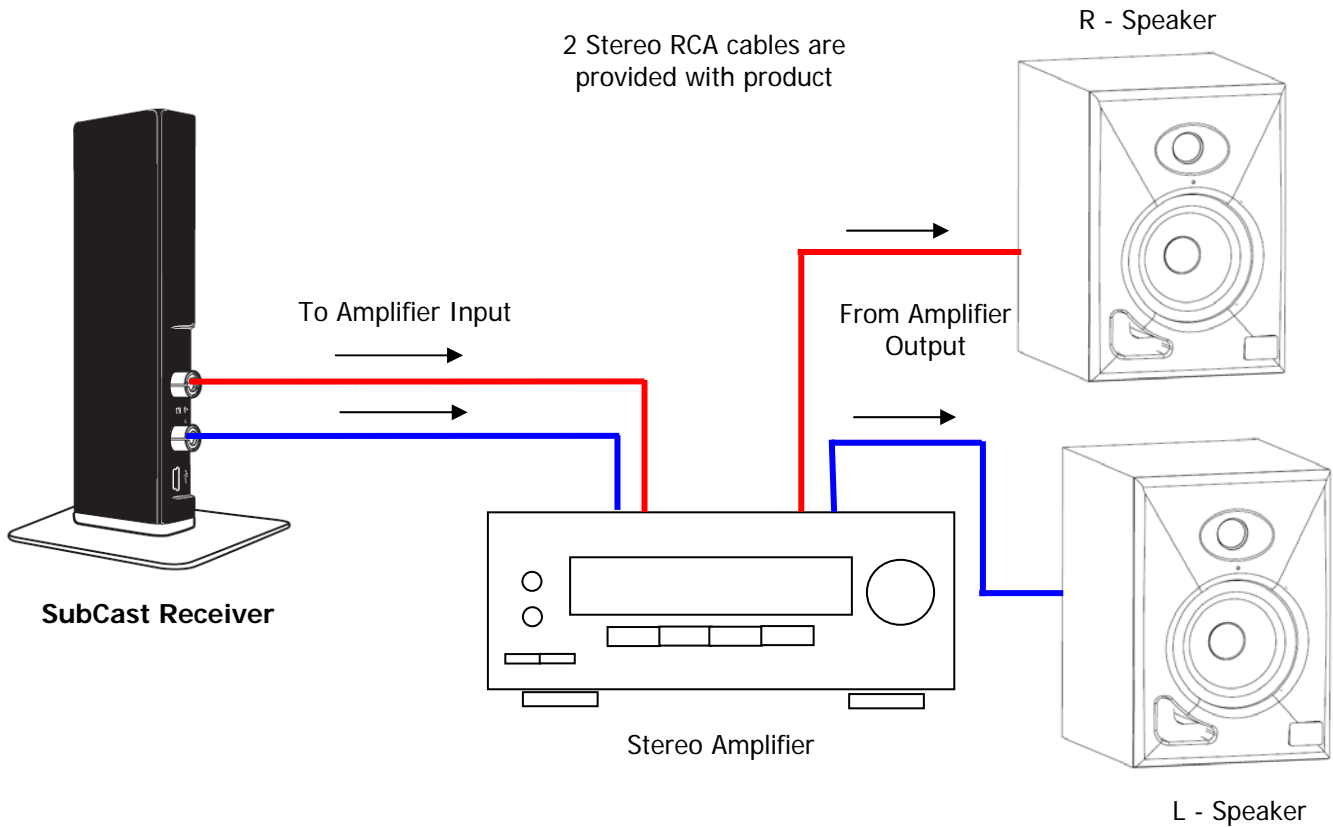 R - Speaker
2 Stereo RCA cables are
provided with product
To Amplifier Input
From Amplifier
Output
SubCast Receiver
Stereo Amplifier
L - Speaker